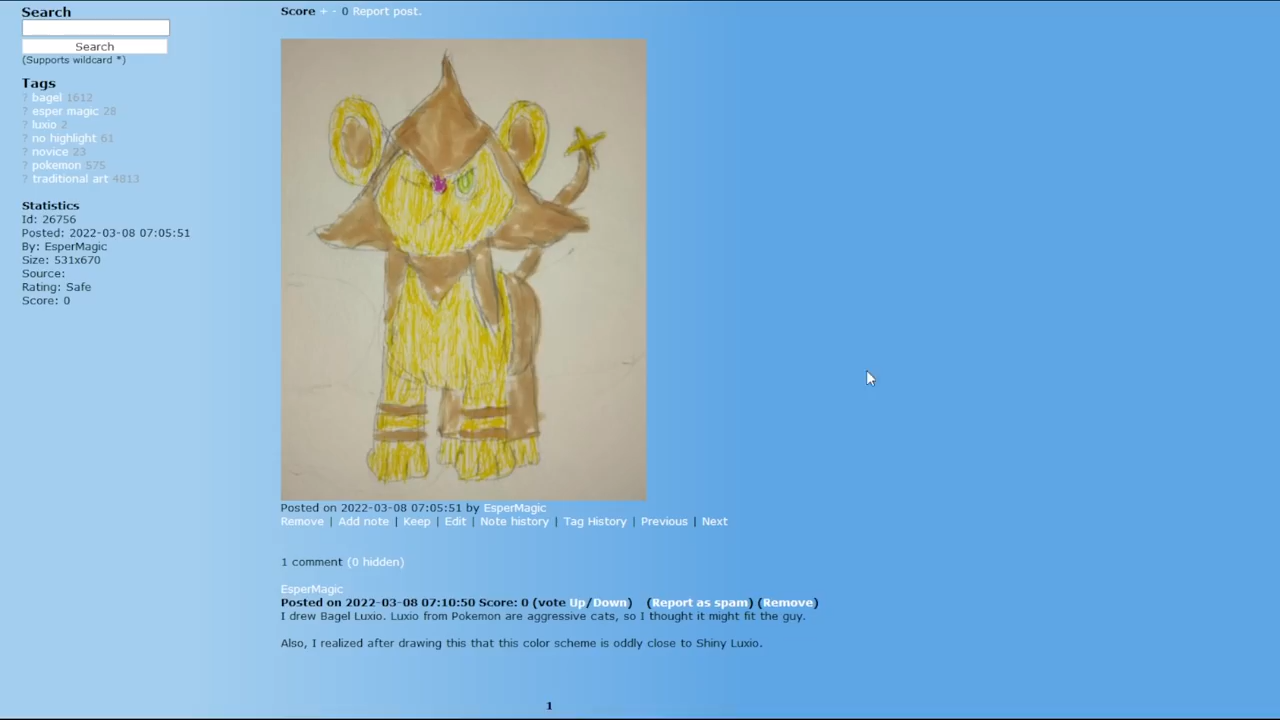 Search
Search
(Supports wildcard *)
Tags
? bagel 1612
? esper magic 28
? luxio 2
? no highlight 61
? novice 23
? pokemon 575
? traditional art 4813
Statistics
Id: 26756
Posted: 2022-03-08 07:05:51
By: EsperMagic
Size: 531x670
Source:
Rating: Safe
Score: 0
Score + - 0 Report post.
Posted on 2022-03-08 07:05:51 by EsperMagic
Remove | Add note | Keep | Edit | Note history | Tag History | Previous | Next
1 comment (0 hidden)
EsperMagic
Posted on 2022-03-08 07:10:50 Score: 0 (vote Up/Down) (Report as spam) (Remove)
I drew Bagel Luxio. Luxio from Pokemon are aggressive cats, so I thought it might fit the guy.
Also, I realized after drawing this that this color scheme is oddly close to Shiny Luxio.
1